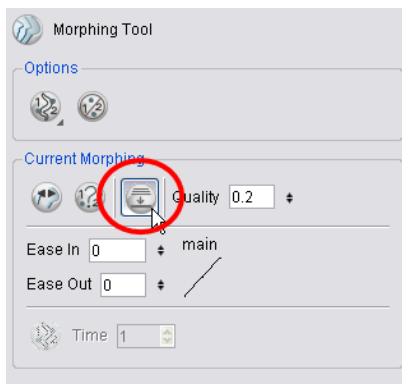 Morphing Tool
Options
Current Morphing
Quality 0.2
Ease In 0 main
Ease Out 0
Time 1